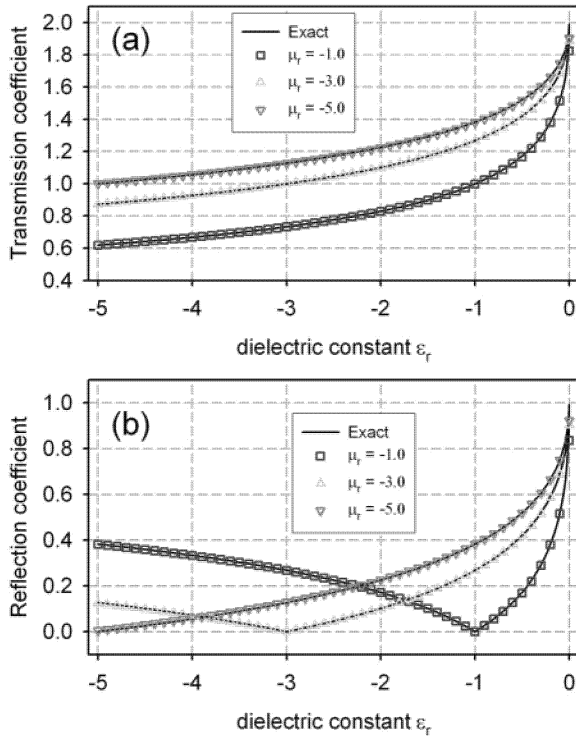 (a)
Exact
μr = -1.0
μr = -3.0
μr = -5.0
Transmission coefficient
2.0
1.8
1.6
1.4
1.2
1.0
0.8
0.6
0.4
-5 -4 -3 -2 -1 0
dielectric constant εr
(b)
Exact
μr = -1.0
μr = -3.0
μr = -5.0
Reflection coefficient
1.0
0.8
0.6
0.4
0.2
0.0
-5 -4 -3 -2 -1 0
dielectric constant εr